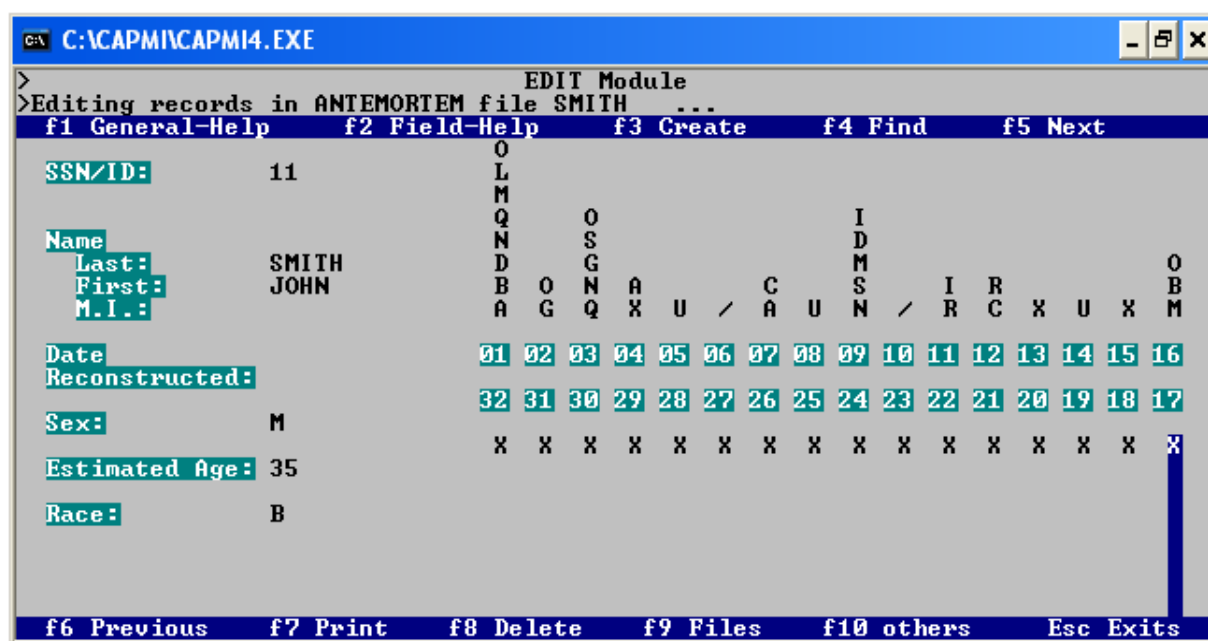 C:\CAPMI\CAPMI4.EXE
> EDIT Module
>Editing records in ANTEMORTEM file SMITH ...
f1 General-Help f2 Field-Help f3 Create f4 Find f5 Next
O
SSN/ID: 11 L
M
Q O I
Name N S D
Last: SMITH D G M O
First: JOHN B O N A C S I R B
M.I.: A G Q X U / A U N / R C X U X M
Date 01 02 03 04 05 06 07 08 09 10 11 12 13 14 15 16
Reconstructed:
32 31 30 29 28 27 26 25 24 23 22 21 20 19 18 17
Sex: M
X X X X X X X X X X X X X X X X
Estimated Age: 35
Race: B
f6 Previous f7 Print f8 Delete f9 Files f10 others Esc Exits